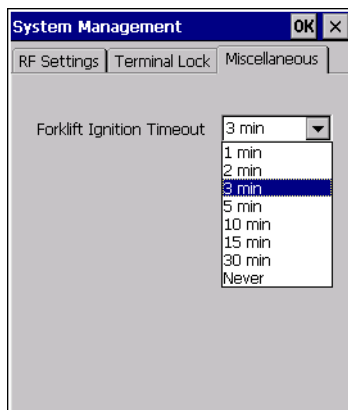 System Management OK ×
RF Settings Terminal Lock Miscellaneous
Forklift Ignition Timeout 3 min
1 min
2 min
3 min
5 min
10 min
15 min
30 min
Never